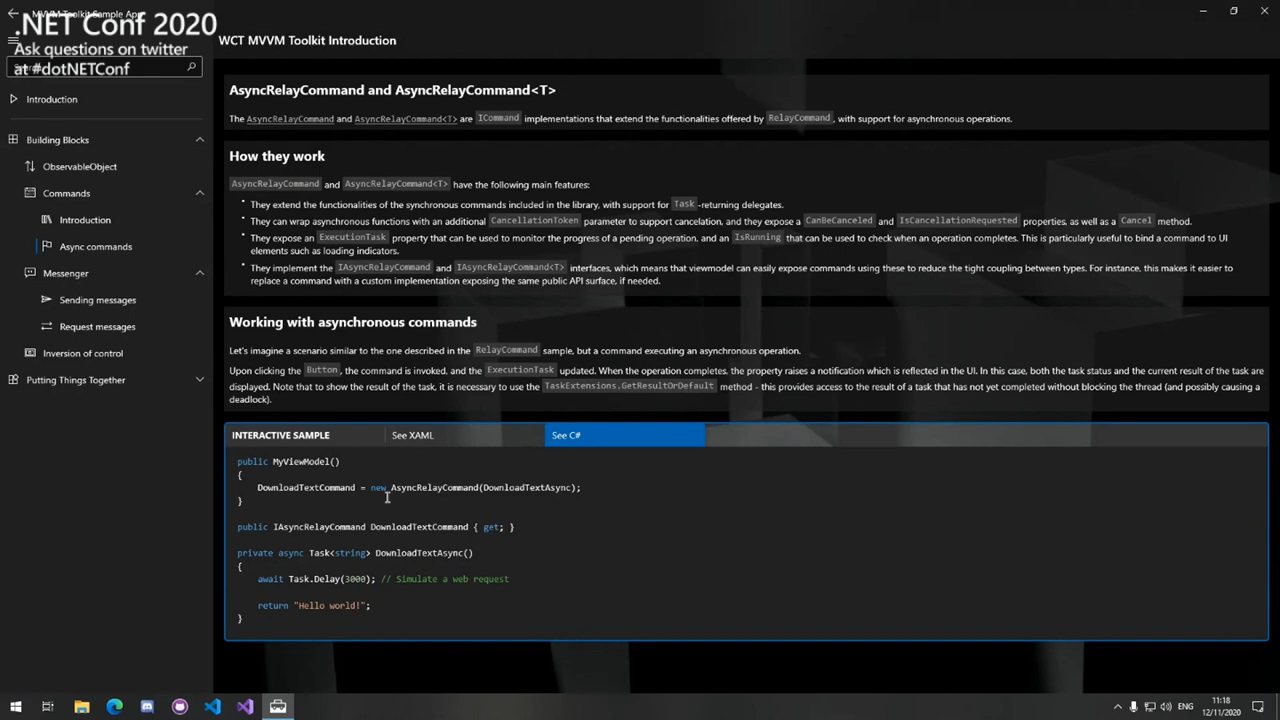 MVVM Toolkit Sample App
.NET Conf 2020
Ask questions on twitter
at #dotNETConf
Introduction
Building Blocks
ObservableObject
Commands
Introduction
Async commands
Messenger
Sending messages
Request messages
Inversion of control
Putting Things Together
WCT MVVM Toolkit Introduction
AsyncRelayCommand and AsyncRelayCommand<T>
The AsyncRelayCommand and AsyncRelayCommand<T> are ICommand implementations that extend the functionalities offered by RelayCommand, with support for asynchronous operations.
How they work
AsyncRelayCommand and AsyncRelayCommand<T> have the following main features:
• They extend the functionalities of the synchronous commands included in the library, with support for Task-returning delegates.
• They can wrap asynchronous functions with an additional CancellationToken parameter to support cancelation, and they expose a CanBeCanceled and IsCancellationRequested properties, as well as a Cancel method.
• They expose an ExecutionTask property that can be used to monitor the progress of a pending operation, and an IsRunning that can be used to check when an operation completes. This is particularly useful to bind a command to UI
elements such as loading indicators.
• They implement the IAsyncRelayCommand and IAsyncRelayCommand<T> interfaces, which means that viewmodel can easily expose commands using these to reduce the tight coupling between types. For instance, this makes it easier to
replace a command with a custom implementation exposing the same public API surface, if needed.
Working with asynchronous commands
Let's imagine a scenario similar to the one described in the RelayCommand sample, but a command executing an asynchronous operation.
Upon clicking the Button, the command is invoked, and the ExecutionTask updated. When the operation completes, the property raises a notification which is reflected in the UI. In this case, both the task status and the current result of the task are
displayed. Note that to show the result of the task, it is necessary to use the TaskExtensions.GetResultOrDefault method - this provides access to the result of a task that has not yet completed without blocking the thread (and possibly causing a
deadlock).
INTERACTIVE SAMPLE See XAML See C#
public MyViewModel()
{
DownloadTextCommand = new AsyncRelayCommand(DownloadTextAsync);
}
public IAsyncRelayCommand DownloadTextCommand { get; }
private async Task<string> DownloadTextAsync()
{
await Task.Delay(3000); // Simulate a web request
return "Hello world!";
}
ENG
11:18
12/11/2020